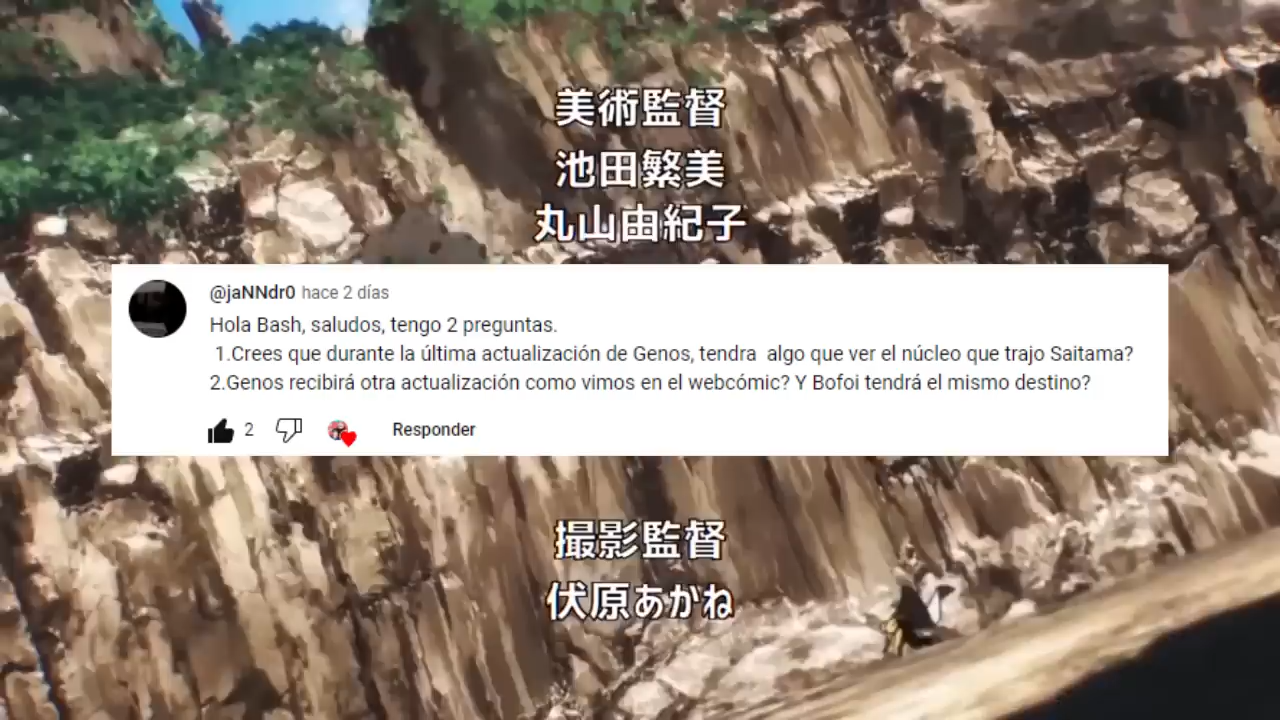 美術監督
池田繁美
丸山由紀子
@jaNNdr0 hace 2 días
Hola Bash, saludos, tengo 2 preguntas.
1.Crees que durante la última actualización de Genos, tendra algo que ver el núcleo que trajo Saitama?
2.Genos recibirá otra actualización como vimos en el webcómic? Y Bofoi tendrá el mismo destino?
2 Responder
撮影監督
伏原あかね